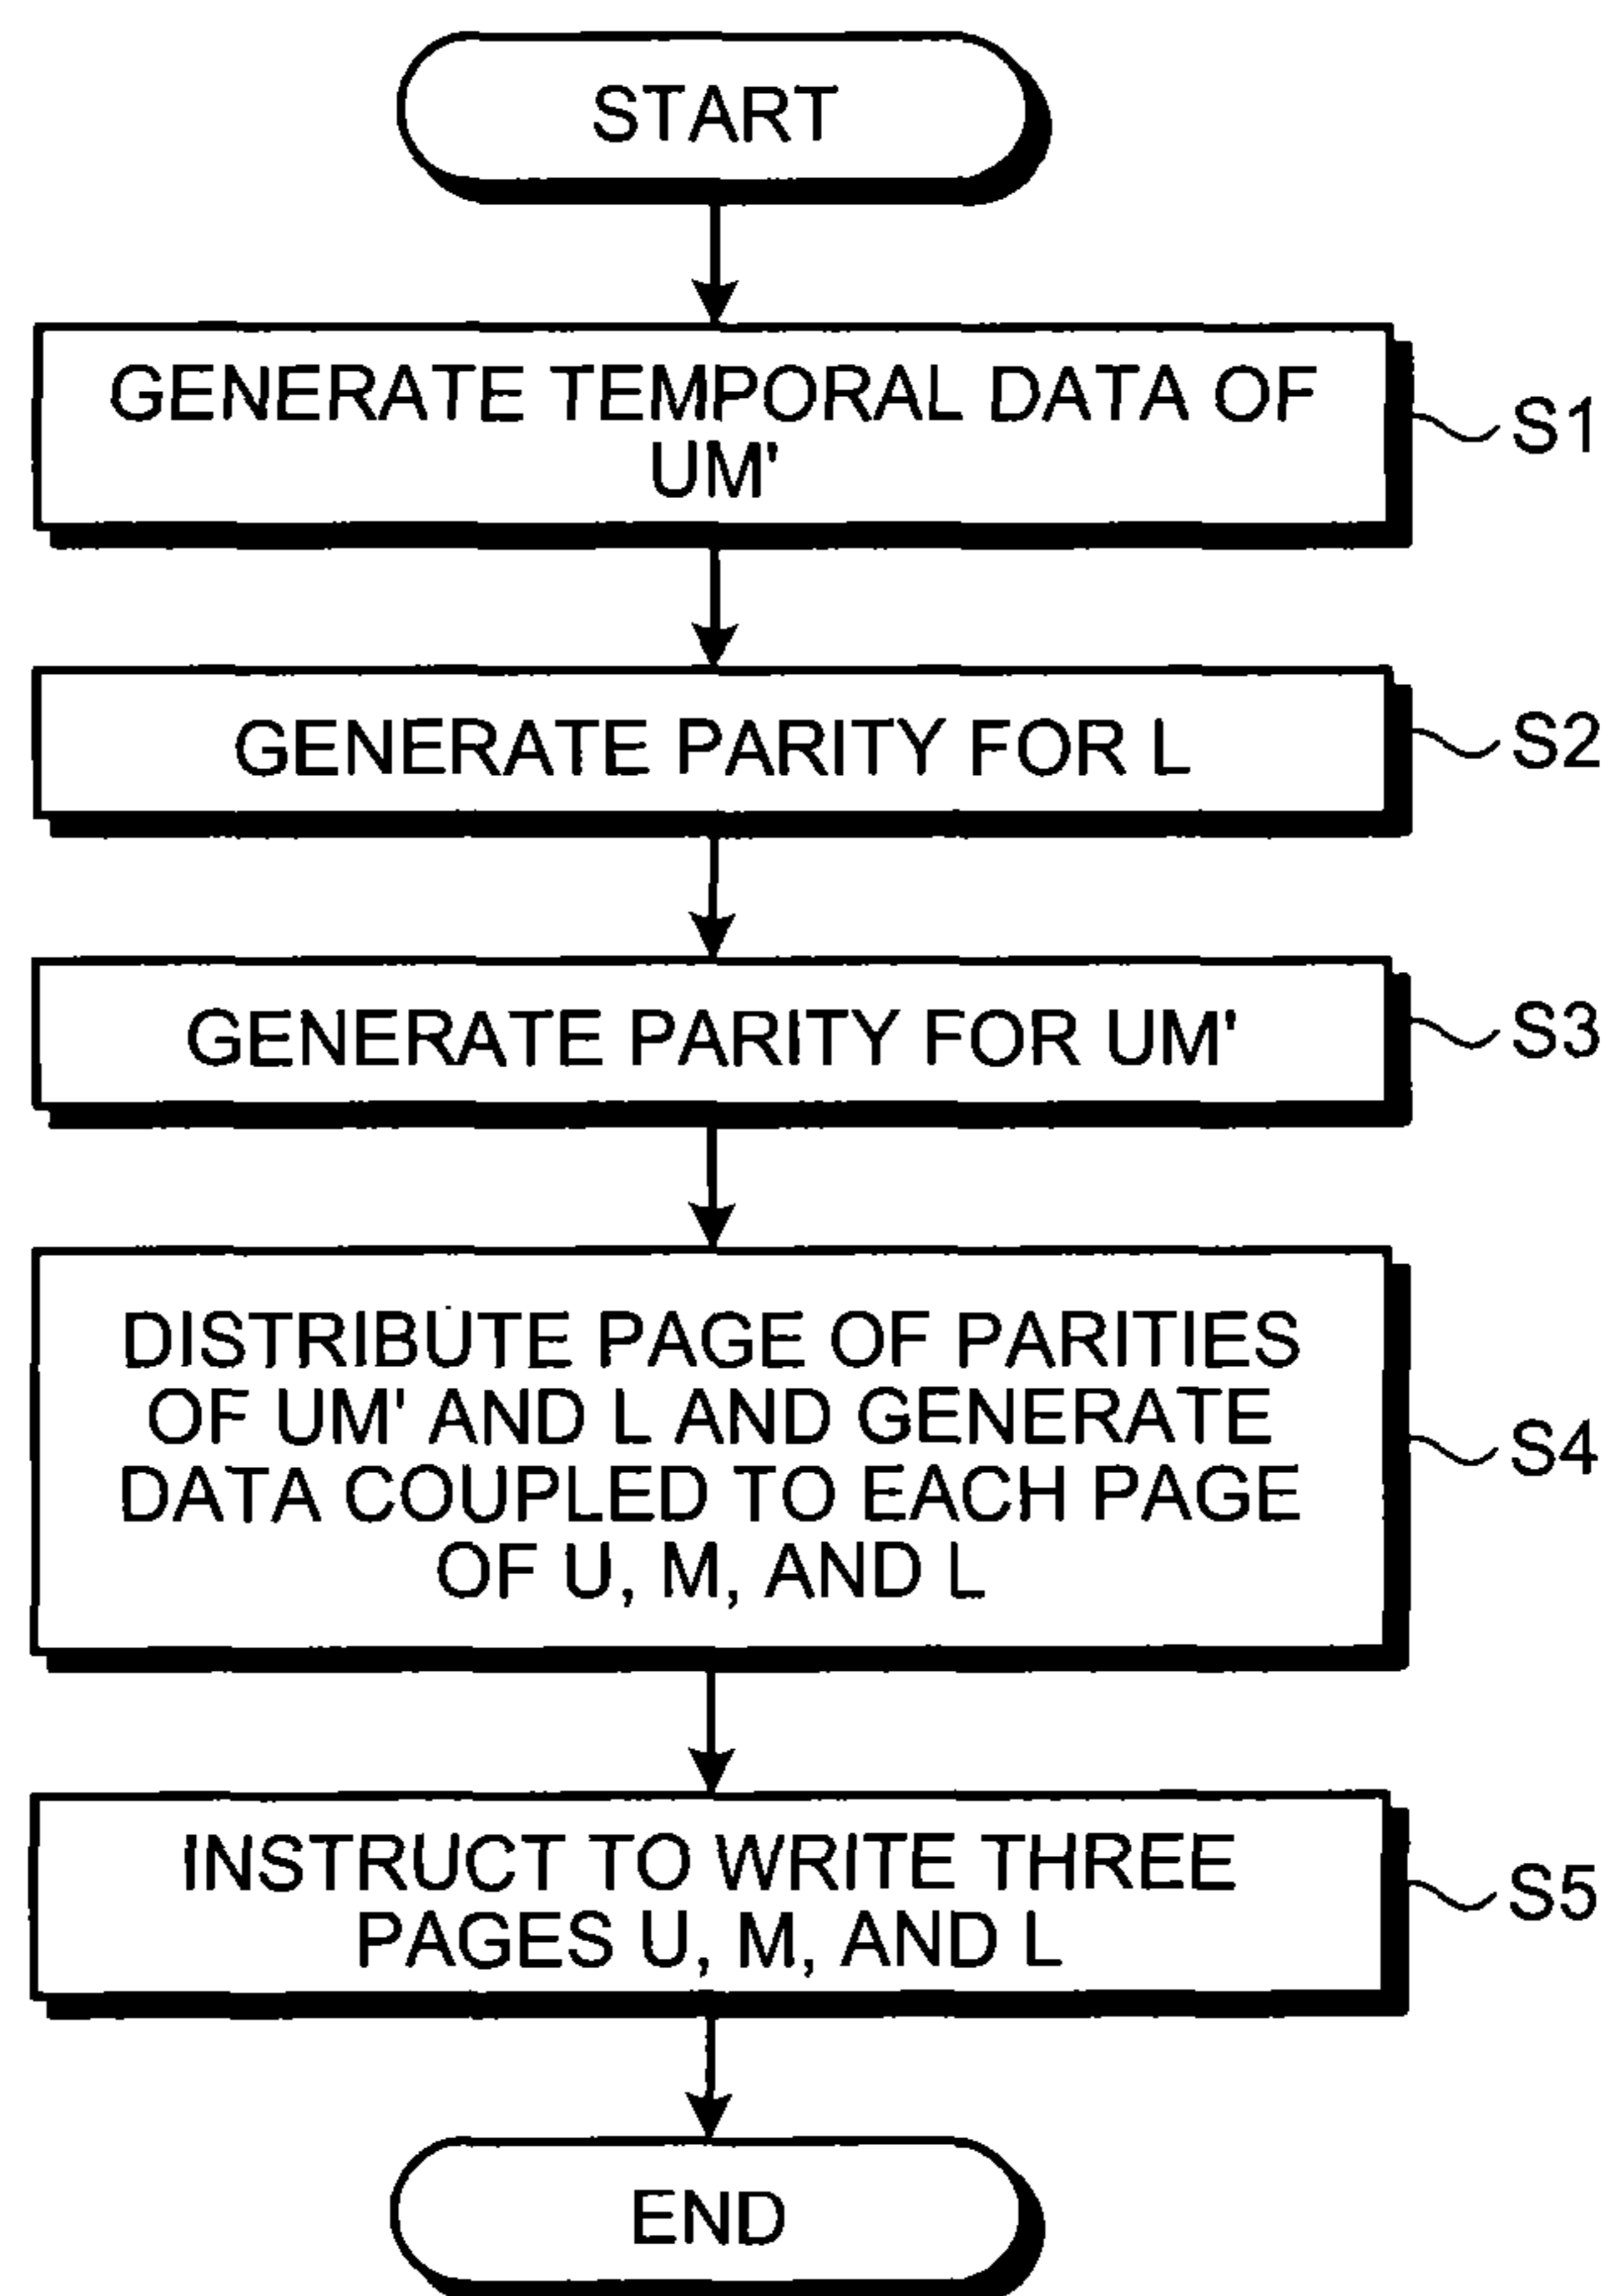 START
GENERATE TEMPORAL DATA OF
UM'
S1
GENERATE PARITY FOR L
S2
GENERATE PARITY FOR UM'
S3
DISTRIBUTE PAGE OF PARITIES
OF UM' AND L AND GENERATE
DATA COUPLED TO EACH PAGE
OF U, M, AND L
S4
INSTRUCT TO WRITE THREE
PAGES U, M, AND L
S5
END